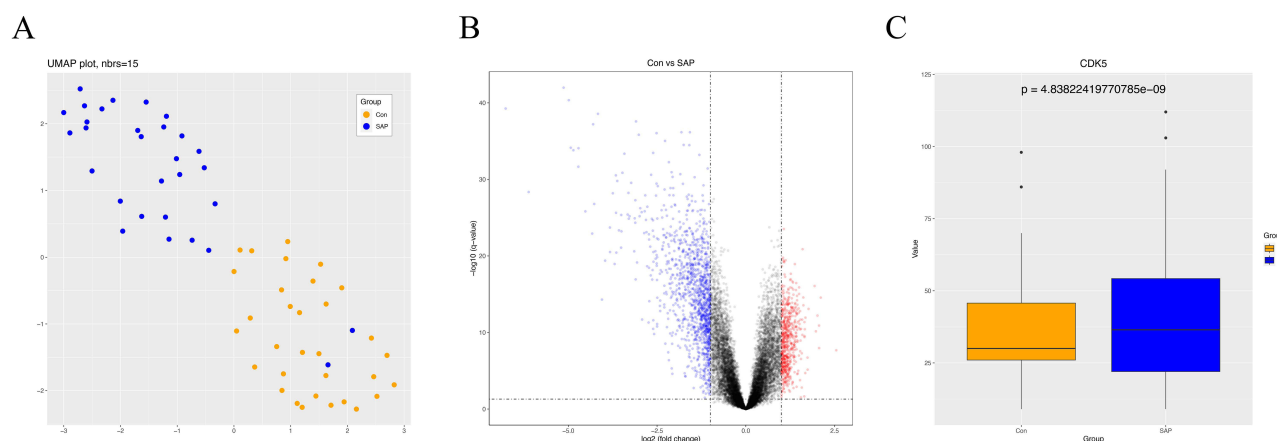 A
B
C
UMAP plot, nbrs=15
Group
Con
SAP
2
1
0
−1
−2
−3
−2
−1
0
1
2
3
Con vs SAP
−log10 (q-value)
40
30
20
10
0
−5.0
−2.5
0.0
2.5
log2 (fold change)
CDK5
p = 4.83822419770785e−09
Value
125
100
75
50
25
Con
SAP
Group
Grou